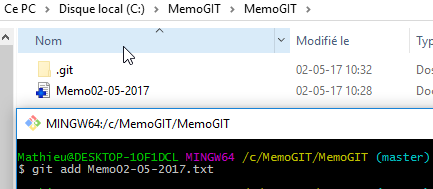 Ce PC > Disque local (C:) > MemoGIT > MemoGIT >
Nom Modifié le
.git 02-05-17 10:32 Dos
Memo02-05-2017 02-05-17 10:28 Doc
MINGW64:/c/MemoGIT/MemoGIT
Mathieu@DESKTOP-1OF1DCL MINGW64 /c/MemoGIT/MemoGIT (master)
$ git add Memo02-05-2017.txt